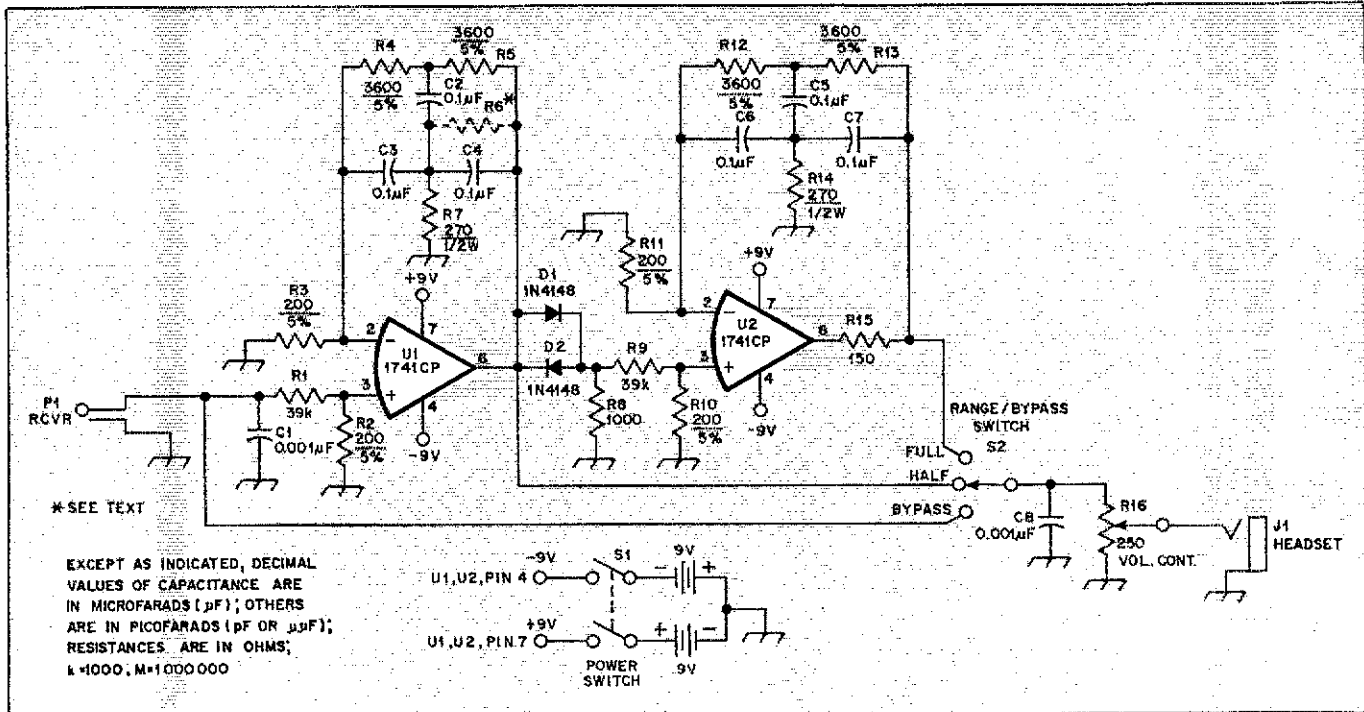 R4
3600
5%
R5
3600
5%
C2
0.1µF
R6*
C3
0.1µF
C4
0.1µF
R7
270
1/2W
R12
3600
5%
3600
5%
R13
C5
0.1µF
C6
0.1µF
C7
0.1µF
R14
270
1/2W
R3
200
5%
+9V
2
7
U1
1741CP
6
3
+
4
-9V
D1
1N4148
D2
1N4148
R11
200
5%
+9V
2
7
U2
1741CP
6
3
+
4
-9V
R15
150
P1
RCVR
R1
39k
C1
0.001µF
R2
200
5%
R9
39k
R8
1000
R10
200
5%
RANGE/BYPASS
SWITCH
S2
FULL
HALF
BYPASS
C8
0.001µF
R16
250
VOL. CONT.
J1
HEADSET
* SEE TEXT
EXCEPT AS INDICATED, DECIMAL
VALUES OF CAPACITANCE ARE
IN MICROFARADS (µF); OTHERS
ARE IN PICOFARADS (pF OR µµF);
RESISTANCES ARE IN OHMS;
k=1000, M=1000000
-9V
U1, U2, PIN 4
S1
9V
- +
+9V
U1, U2, PIN 7
+ -
9V
POWER
SWITCH